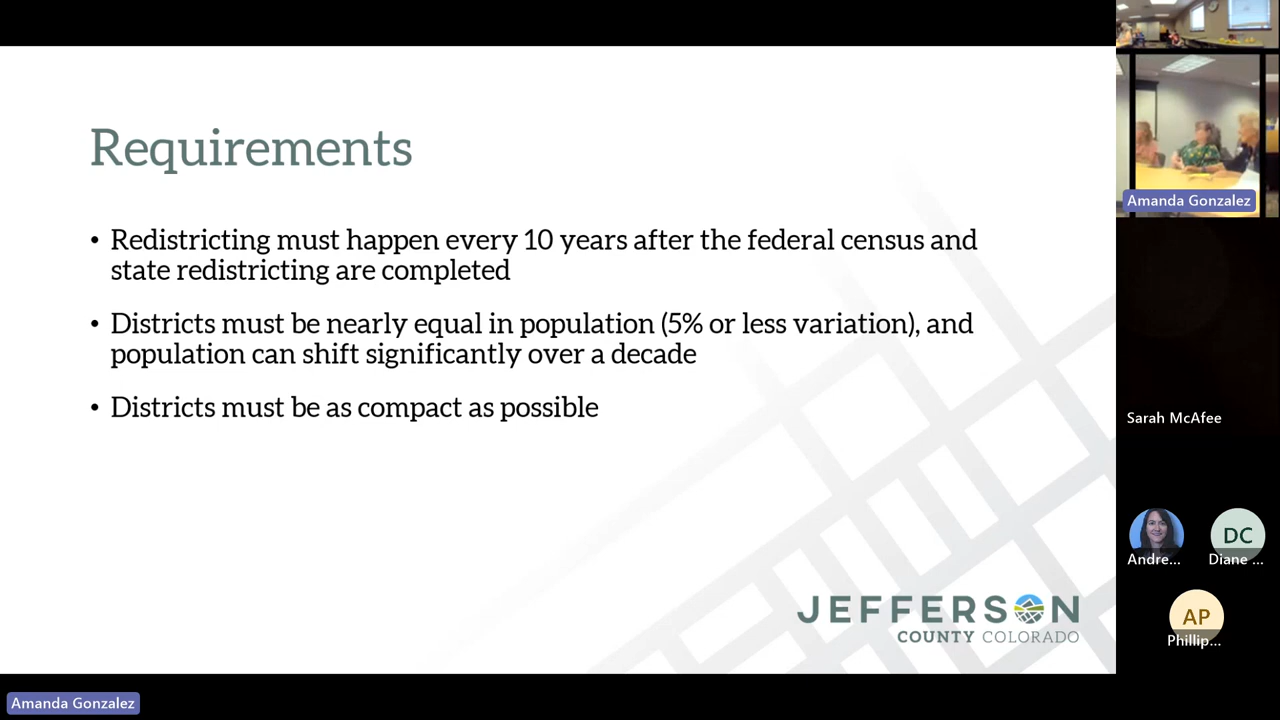 Requirements
• Redistricting must happen every 10 years after the federal census and
state redistricting are completed
• Districts must be nearly equal in population (5% or less variation), and
population can shift significantly over a decade
• Districts must be as compact as possible
JEFFERSON
COUNTY COLORADO
Amanda Gonzalez
Amanda Gonzalez
Sarah McAfee
Andre...
DC
Diane ...
AP
Phillip...